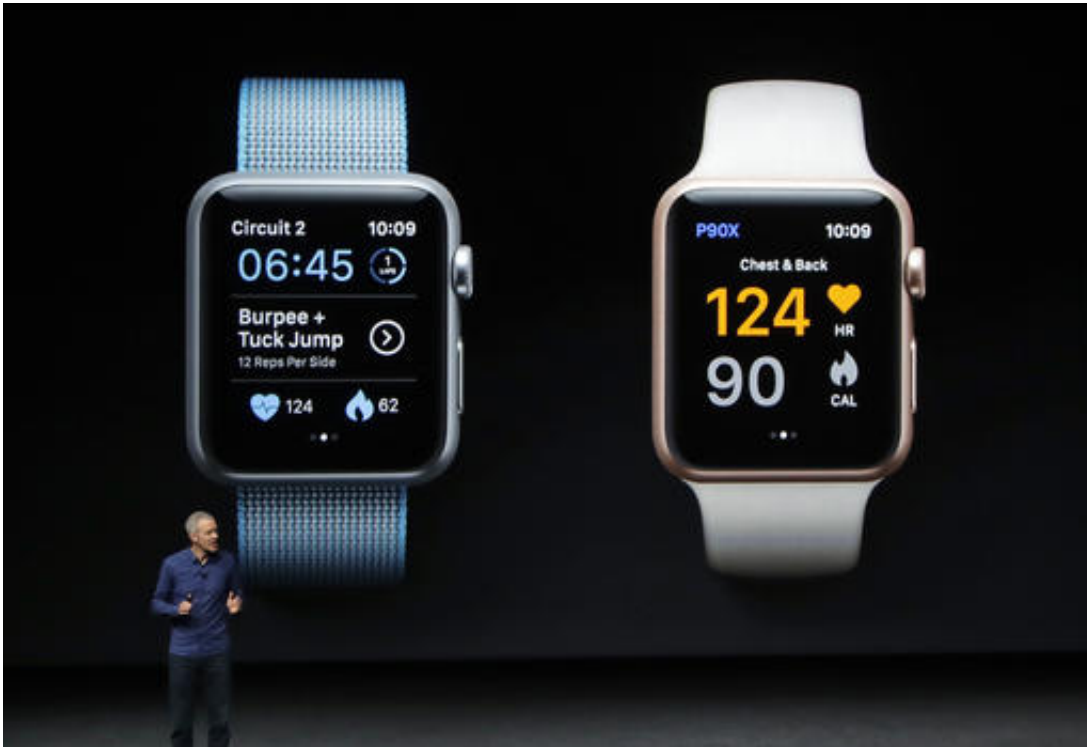 Circuit 2 10:09
06:45 1
Burpee +
Tuck Jump
12 Reps Per Side
124 62
P90X 10:09
Chest & Back
124
HR
90
CAL